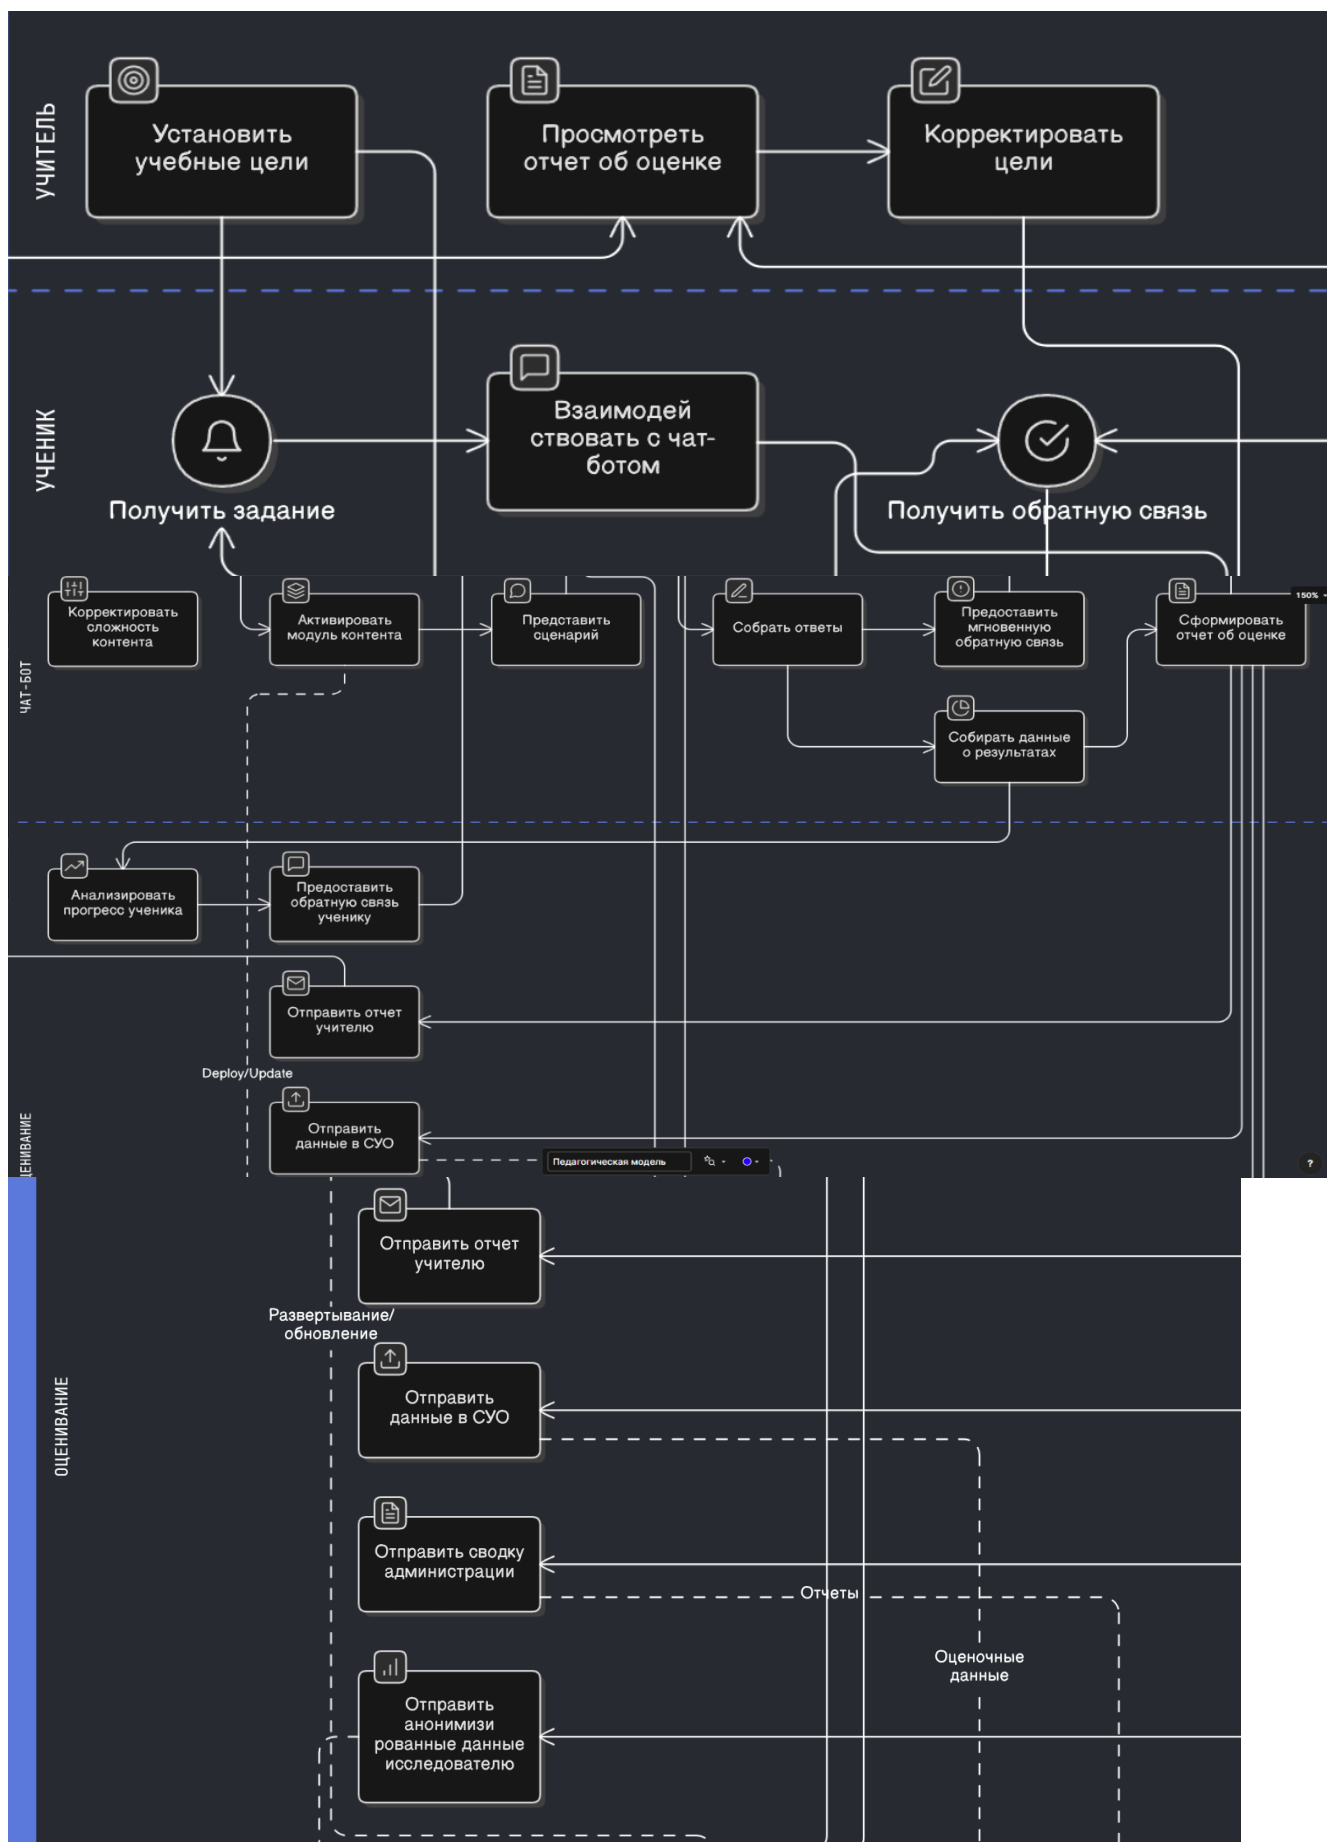 УЧИТЕЛЬ
Установить
учебные цели
Просмотреть
отчет об оценке
Корректировать
цели
УЧЕНИК
Получить задание
Взаимодей
ствовать с чат-
ботом
Получить обратную связь
ЧАТ-БОТ
Корректировать
сложность
контента
Активировать
модуль контента
Представить
сценарий
Собрать ответы
Предоставить
мгновенную
обратную связь
Сформировать
отчет об оценке
150%
Собирать данные
о результатах
Анализировать
прогресс ученика
Предоставить
обратную связь
ученику
Отправить отчет
учителю
Deploy/Update
ЦЕНИВАНИЕ
Отправить
данные в СУО
Педагогическая модель
?
Отправить отчет
учителю
Развертывание/
обновление
ОЦЕНИВАНИЕ
Отправить
данные в СУО
Отправить сводку
администрации
Отчеты
Оценочные
данные
Отправить
анонимизи
рованные данные
исследователю